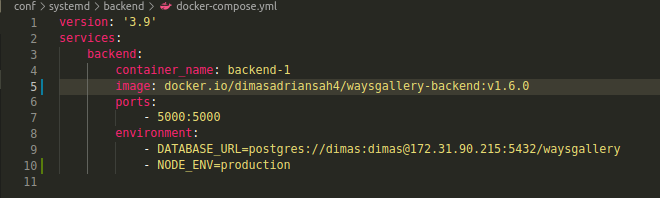 conf > systemd > backend > docker-compose.yml
1 version: '3.9'
2 services:
3     backend:
4         container_name: backend-1
5         image: docker.io/dimasadriansah4/waysgallery-backend:v1.6.0
6         ports:
7             - 5000:5000
8         environment:
9             - DATABASE_URL=postgres://dimas:dimas@172.31.90.215:5432/waysgallery
10             - NODE_ENV=production
11